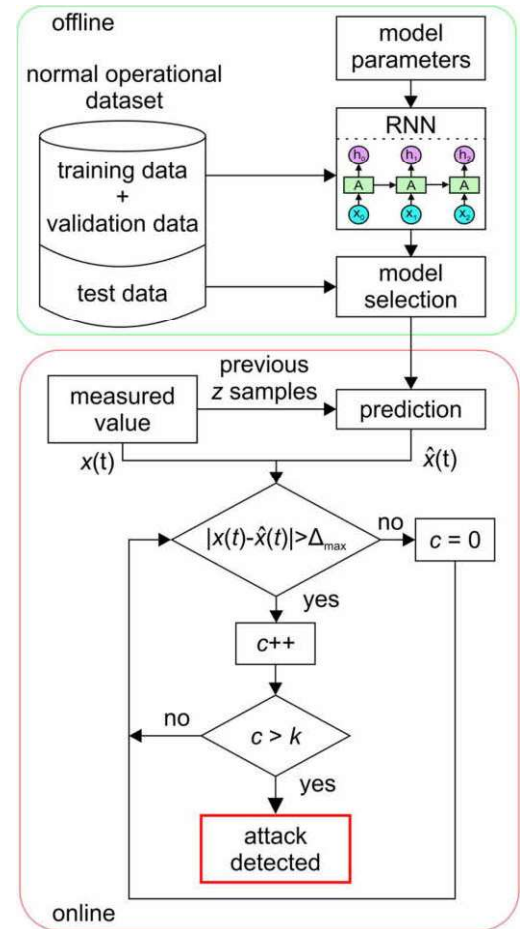 offline
model
parameters
normal operational
dataset
RNN
h₀ h₁ h₂
A A A
x₀ x₁ x₂
training data
+
validation data
test data
model
selection
previous
z samples
measured
value
prediction
x(t)
x̂(t)
|x(t)-x̂(t)|>Δmax
no
c = 0
yes
c++
no
c > k
yes
attack
detected
online